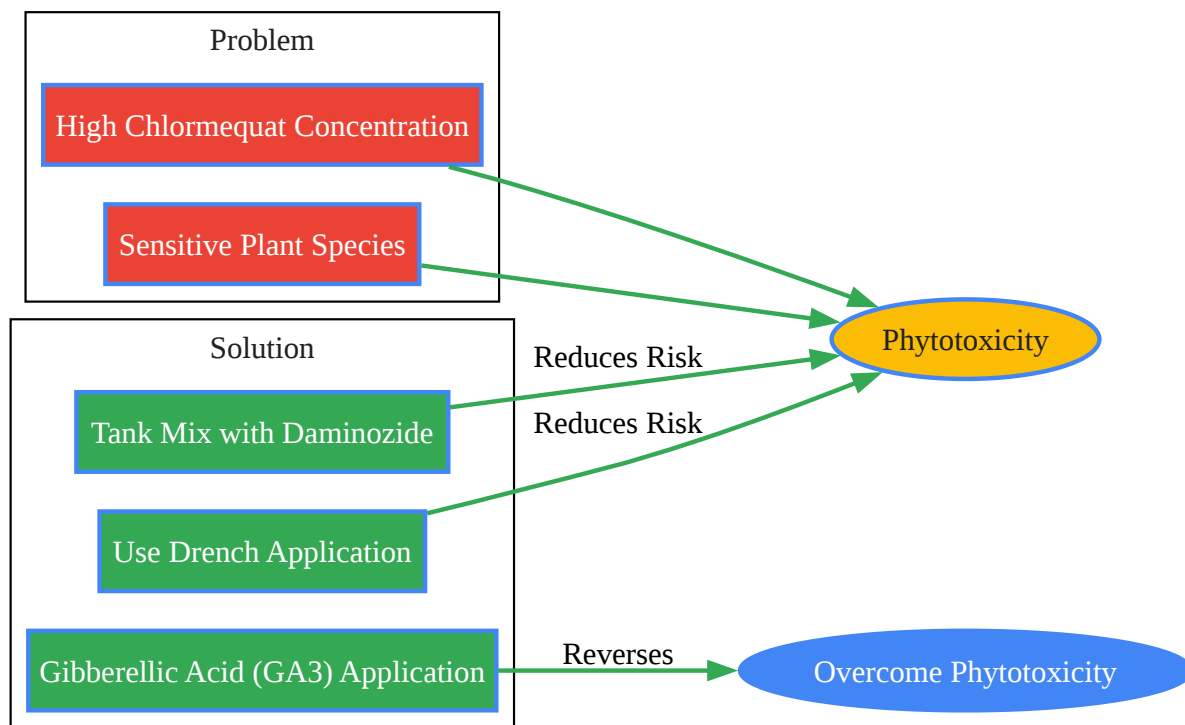 Problem
High Chlormequat Concentration
Sensitive Plant Species
Solution
Tank Mix with Daminozide
Use Drench Application
Gibberellic Acid (GA3) Application
Reduces Risk
Reduces Risk
Reverses
Phytotoxicity
Overcome Phytotoxicity